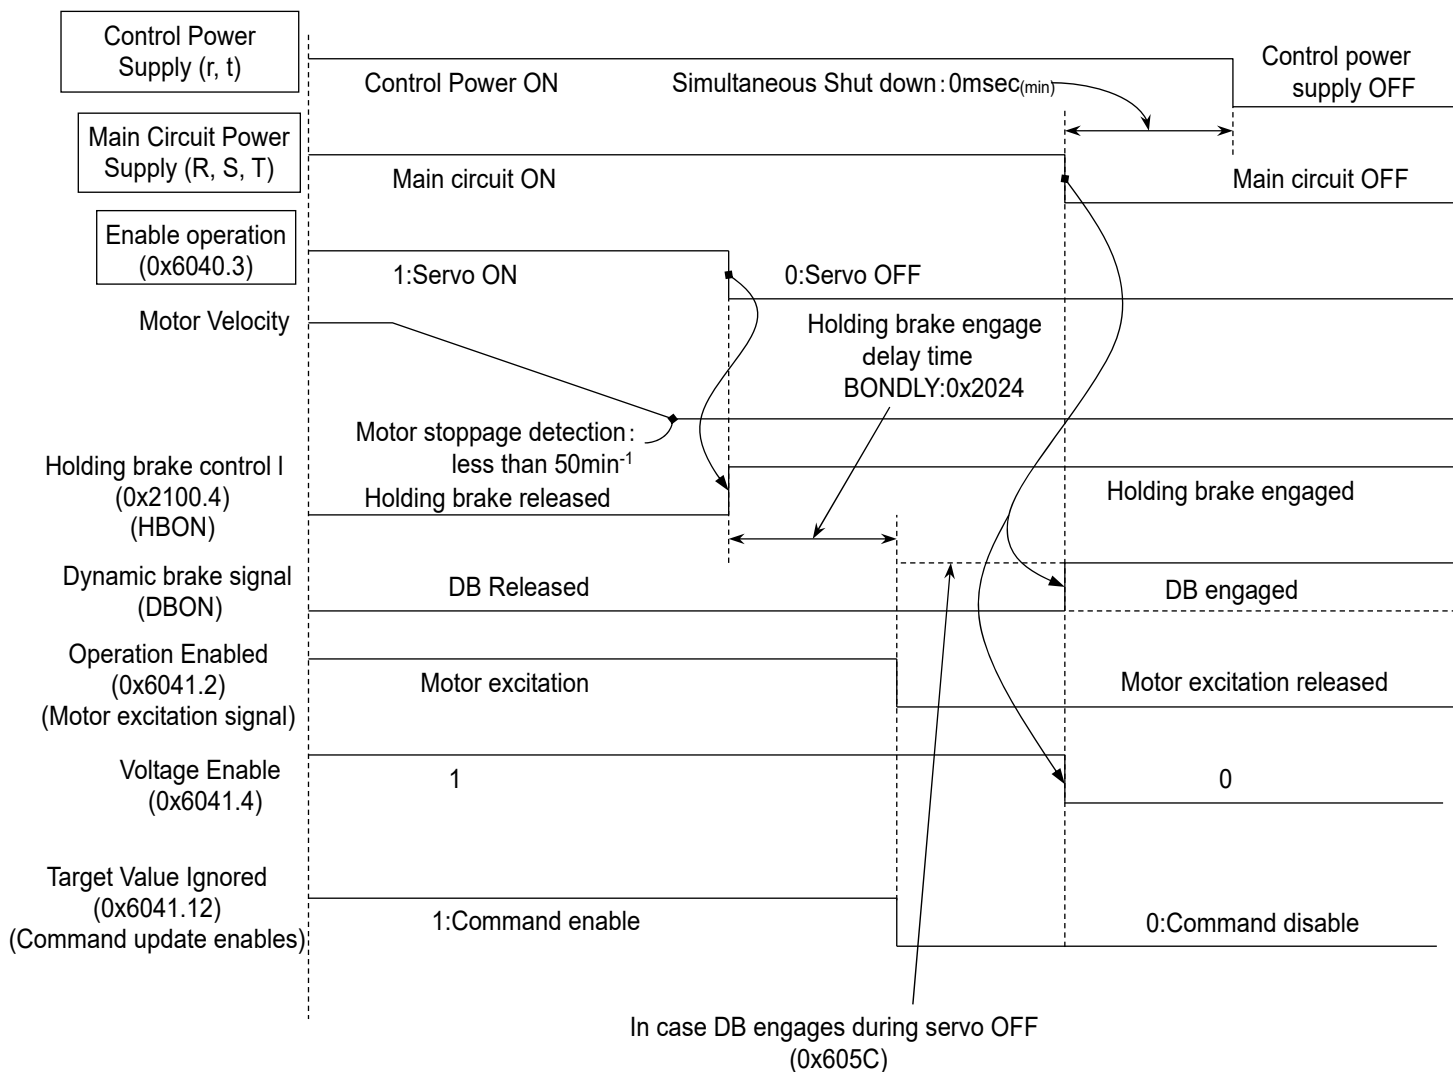 Control Power
Supply (r, t)
Control Power ON
Simultaneous Shut down：0msec(min)
Control power
supply OFF
Main Circuit Power
Supply (R, S, T)
Main circuit ON
Main circuit OFF
Enable operation
(0x6040.3)
1:Servo ON
0:Servo OFF
Motor Velocity
Holding brake engage
delay time
BONDLY:0x2024
Motor stoppage detection：
less than 50min-1
Holding brake control I
(0x2100.4)
(HBON)
Holding brake released
Holding brake engaged
Dynamic brake signal
(DBON)
DB Released
DB engaged
Operation Enabled
(0x6041.2)
(Motor excitation signal)
Motor excitation
Motor excitation released
Voltage Enable
(0x6041.4)
1
0
Target Value Ignored
(0x6041.12)
(Command update enables)
1:Command enable
0:Command disable
In case DB engages during servo OFF
(0x605C)